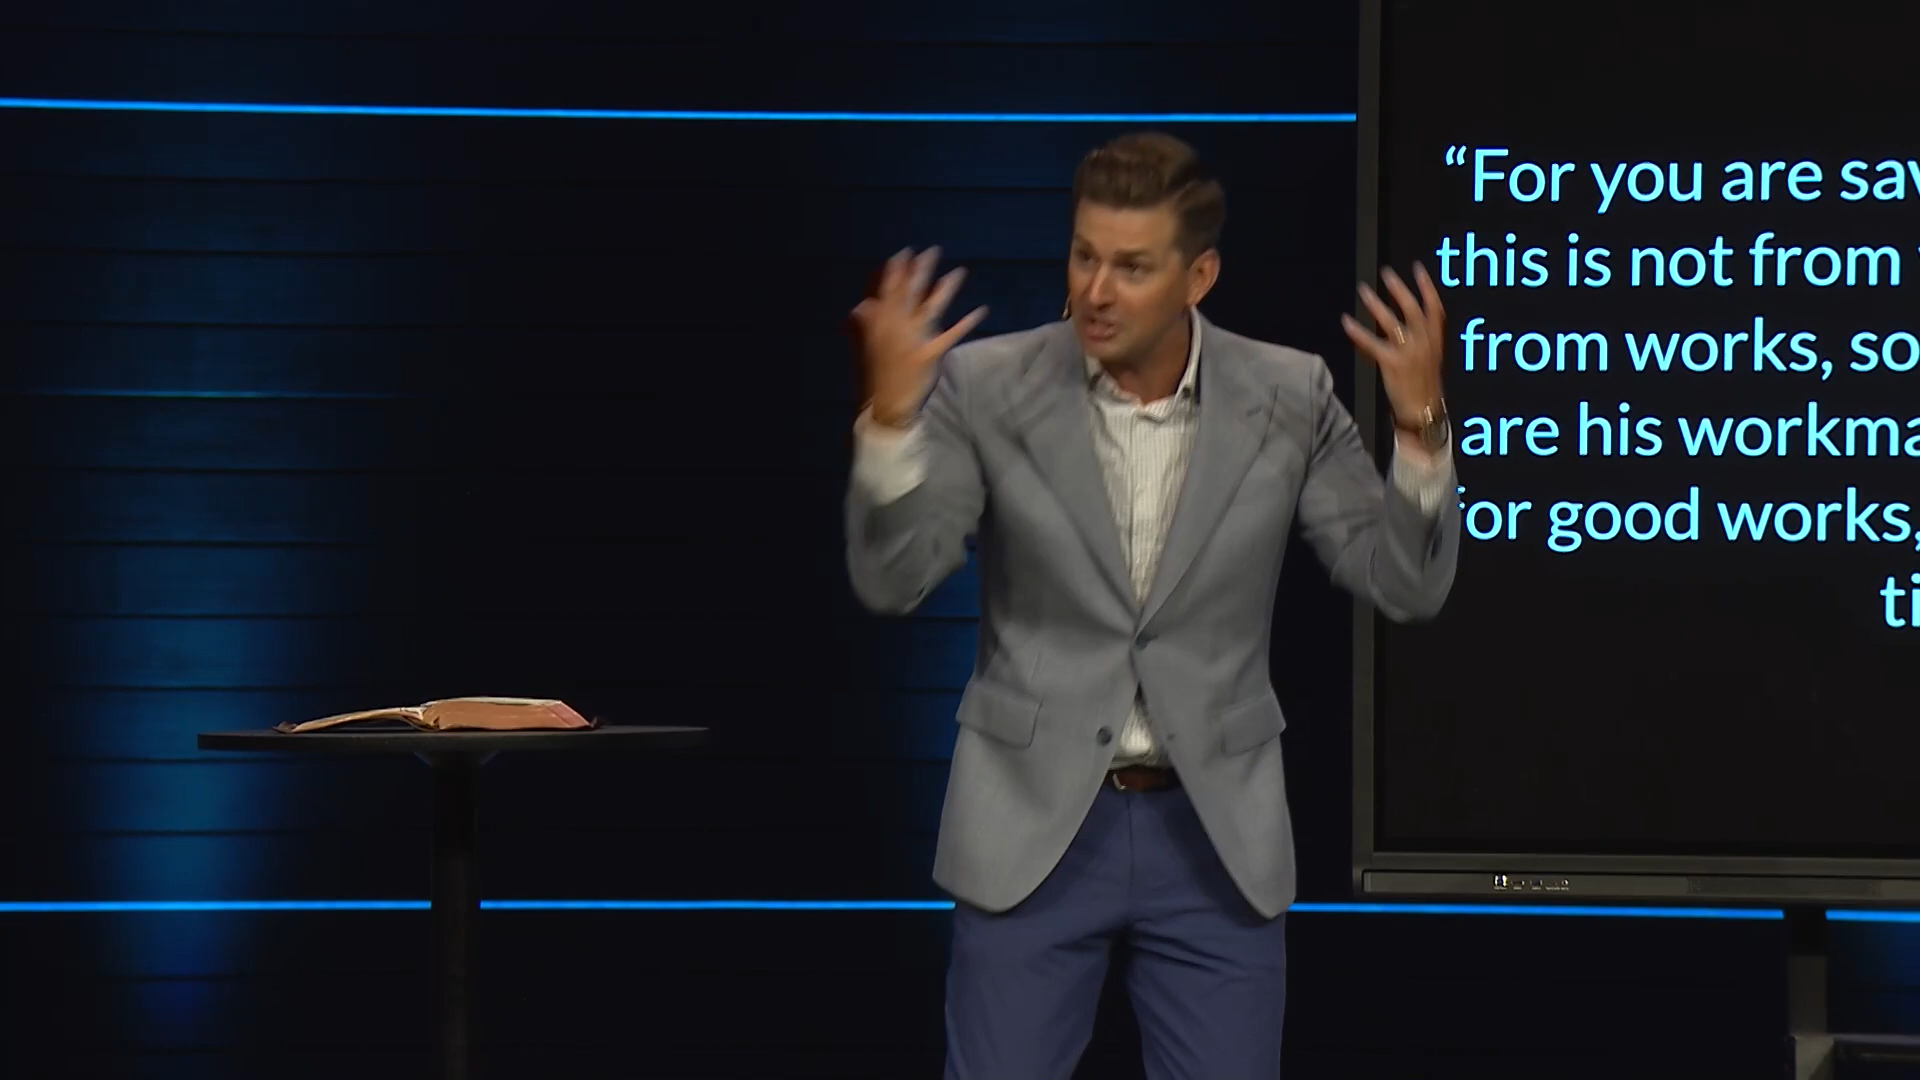 “For you are sav
this is not from
from works, so
are his workma
for good works,
ti